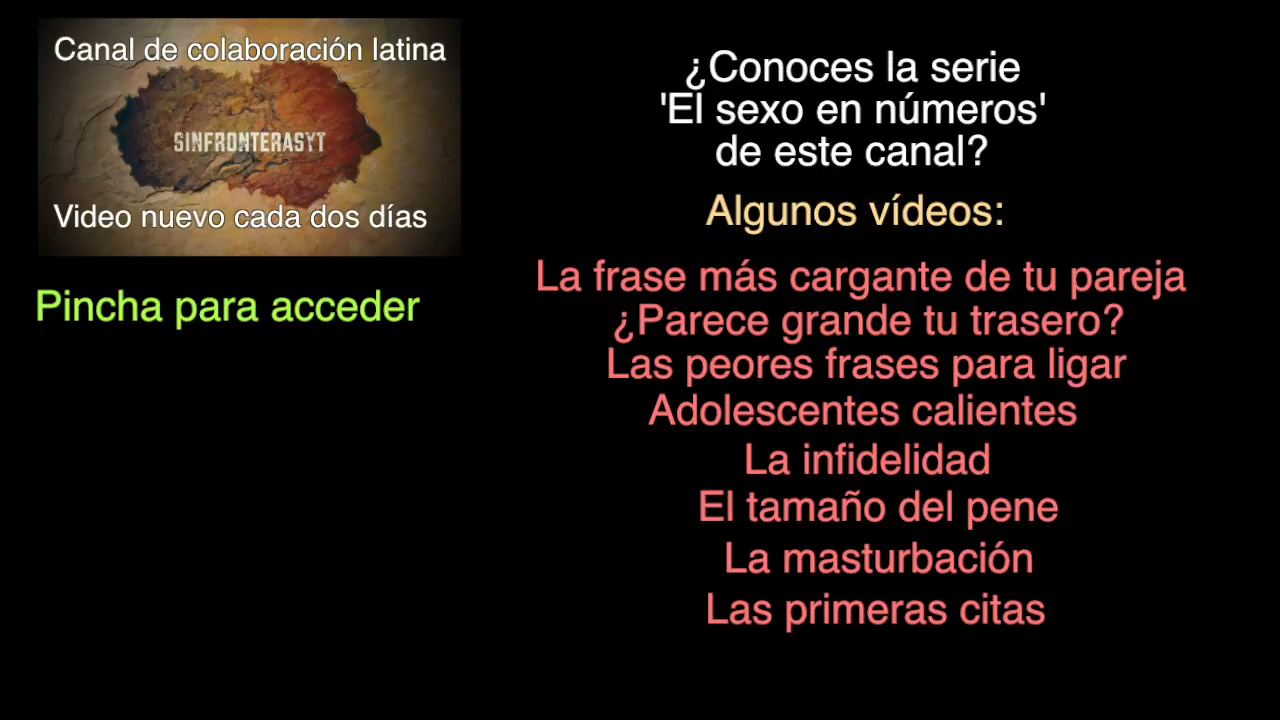 Canal de colaboración latina
SINFRONTERASYT
Video nuevo cada dos días
Pincha para acceder
¿Conoces la serie
'El sexo en números'
de este canal?
Algunos vídeos:
La frase más cargante de tu pareja
¿Parece grande tu trasero?
Las peores frases para ligar
Adolescentes calientes
La infidelidad
El tamaño del pene
La masturbación
Las primeras citas